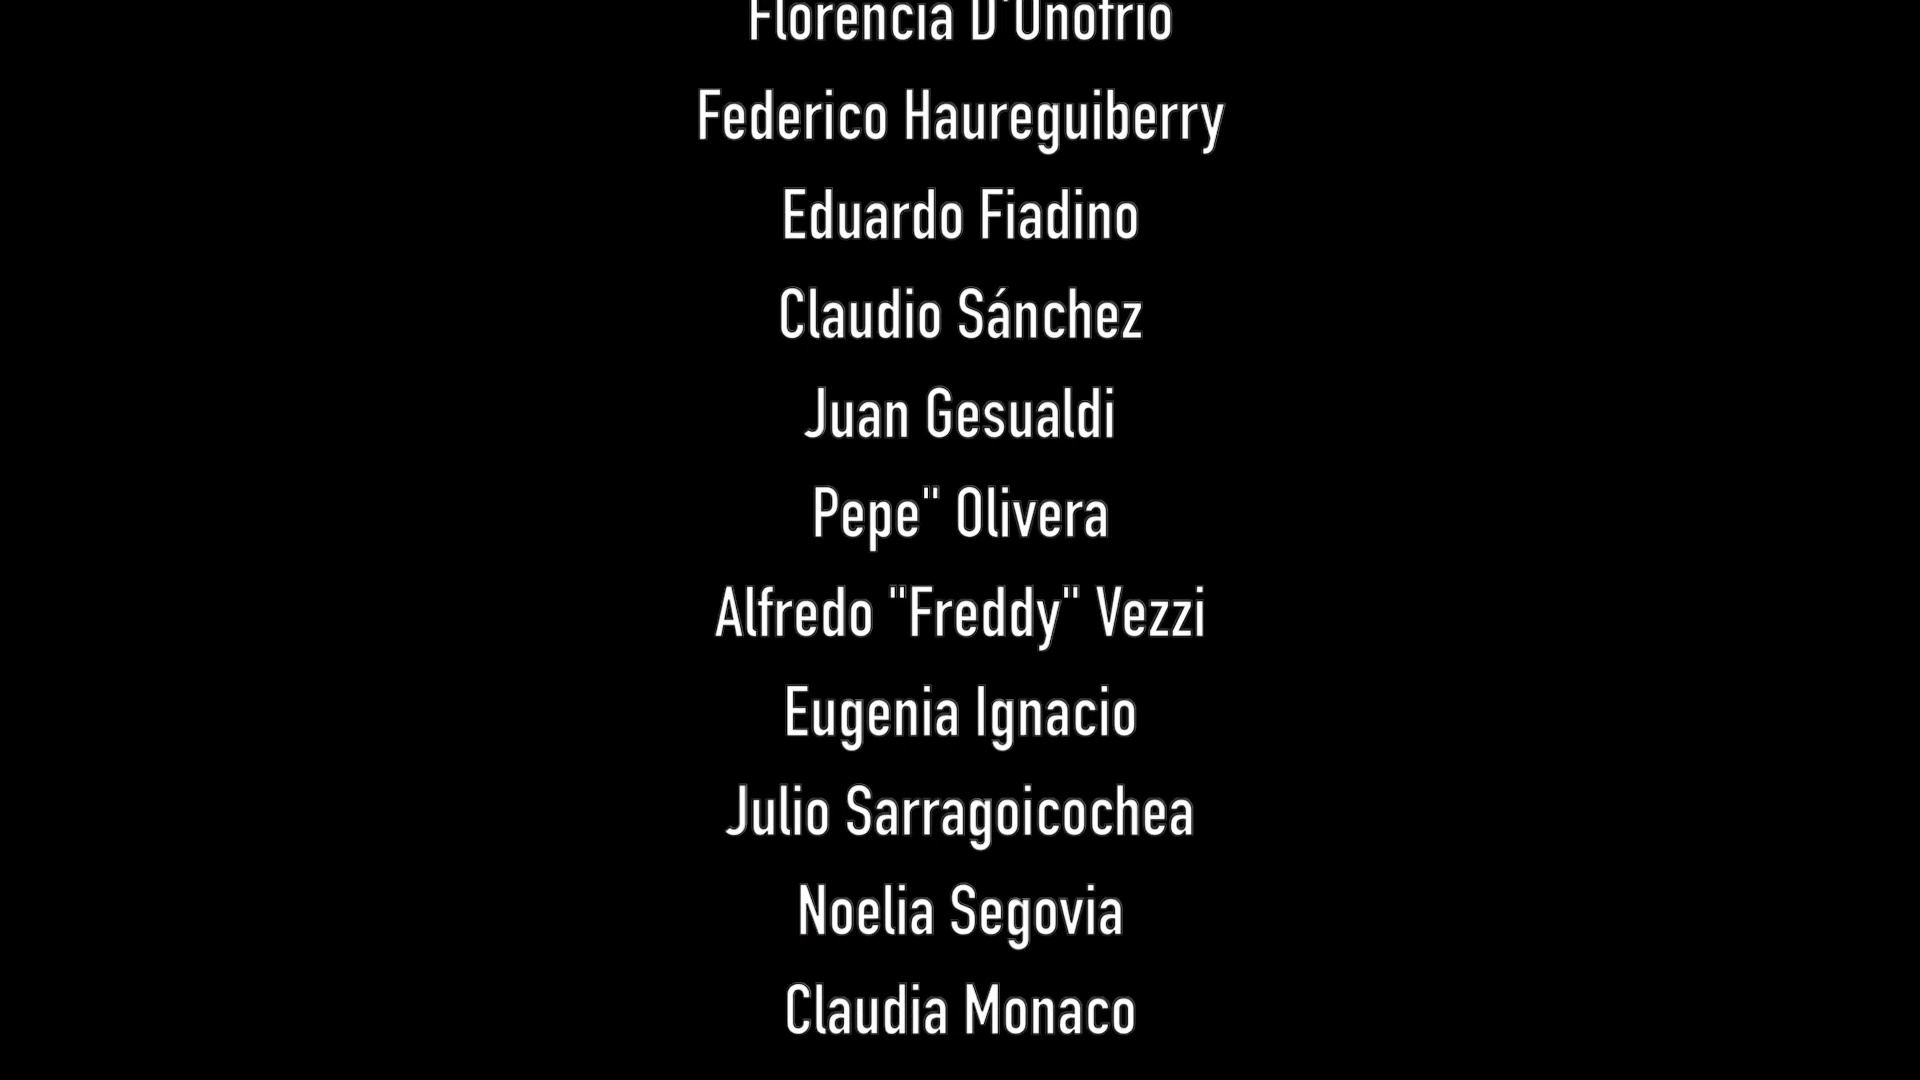 Florencia D'Onofrio
Federico Haureguiberry
Eduardo Fiadino
Claudio Sánchez
Juan Gesualdi
Pepe" Olivera
Alfredo "Freddy" Vezzi
Eugenia Ignacio
Julio Sarragoicochea
Noelia Segovia
Claudia Monaco